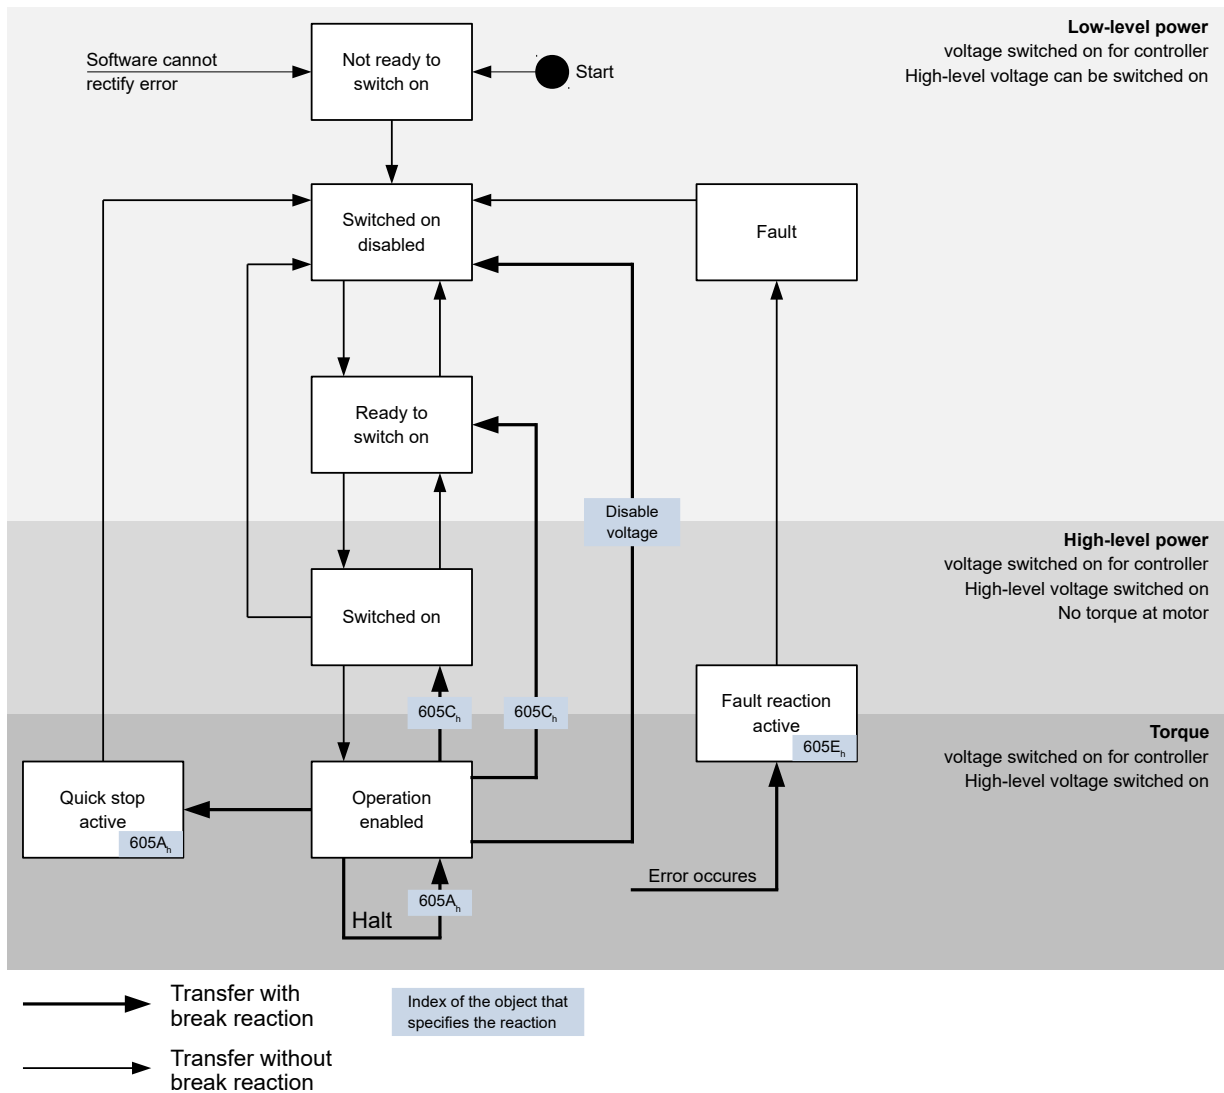 Low-level power
voltage switched on for controller
High-level voltage can be switched on
Software cannot
rectify error
Not ready to
switch on
Start
Switched on
disabled
Fault
Ready to
switch on
Disable
voltage
High-level power
voltage switched on for controller
High-level voltage switched on
No torque at motor
Switched on
605Ch
605Ch
Fault reaction
active
605Eh
Torque
voltage switched on for controller
High-level voltage switched on
Quick stop
active
605Ah
Operation
enabled
Error occures
605Ah
Halt
Transfer with
break reaction
Index of the object that
specifies the reaction
Transfer without
break reaction